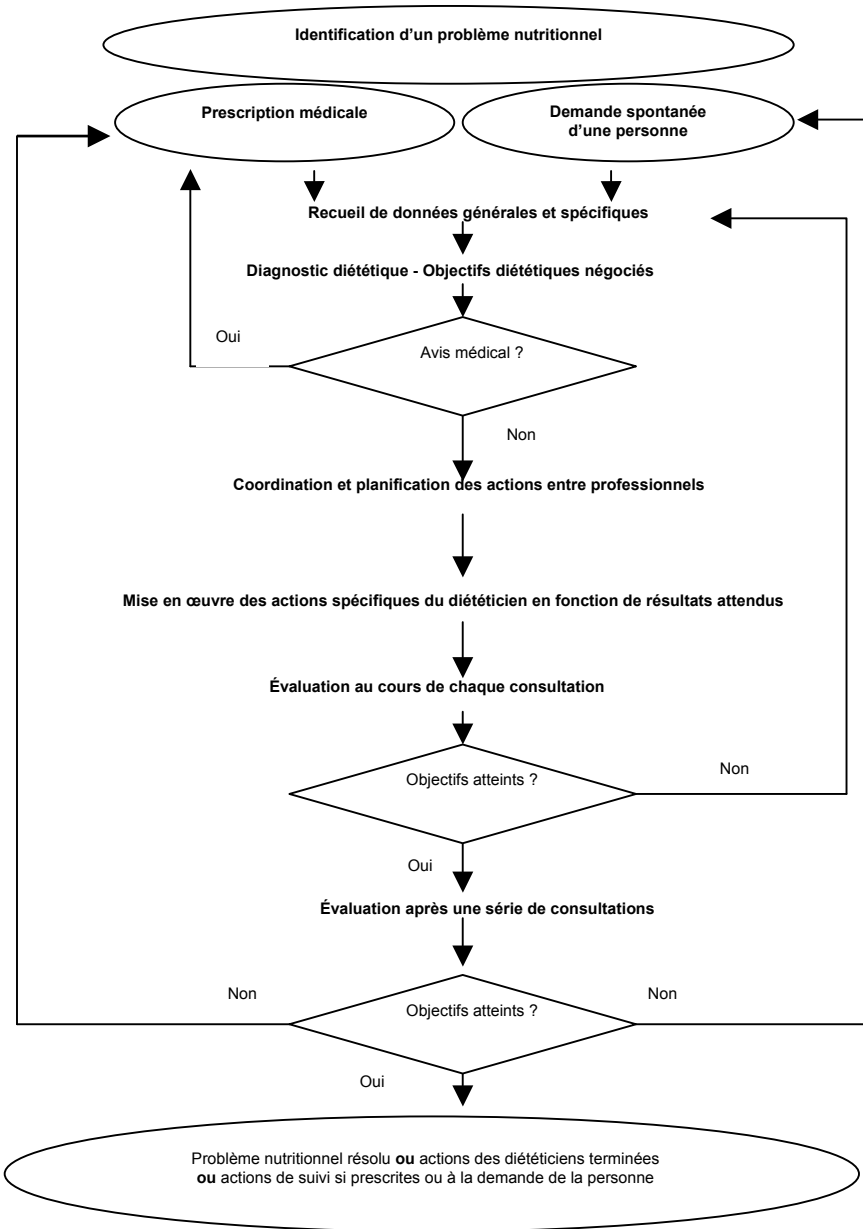 Identification d’un problème nutritionnel
Prescription médicale
Demande spontanée
d’une personne
Recueil de données générales et spécifiques
Diagnostic diététique - Objectifs diététiques négociés
Oui
Avis médical ?
Non
Coordination et planification des actions entre professionnels
Mise en œuvre des actions spécifiques du diététicien en fonction de résultats attendus
Évaluation au cours de chaque consultation
Objectifs atteints ?
Non
Oui
Évaluation après une série de consultations
Non
Objectifs atteints ?
Non
Oui
Problème nutritionnel résolu ou actions des diététiciens terminées
ou actions de suivi si prescrites ou à la demande de la personne